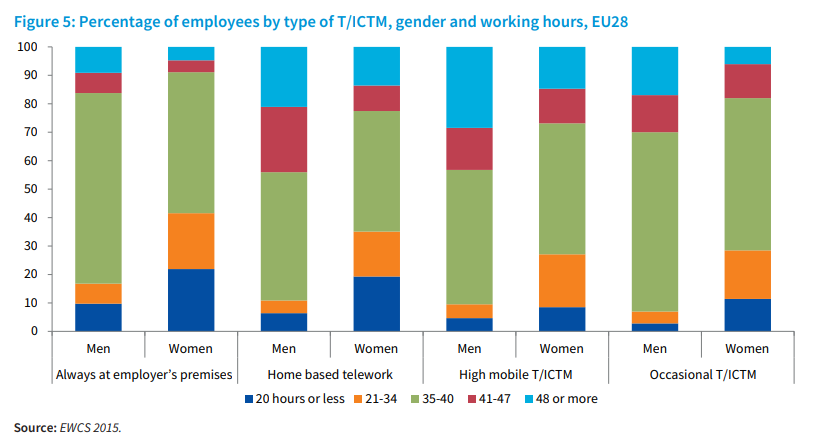 Figure 5: Percentage of employees by type of T/ICTM, gender and working hours, EU28
100
90
80
70
60
50
40
30
20
10
0
Men Women Men Women Men Women Men Women
Always at employer’s premises Home based telework High mobile T/ICTM Occasional T/ICTM
20 hours or less 21-34 35-40 41-47 48 or more
Source: EWCS 2015.